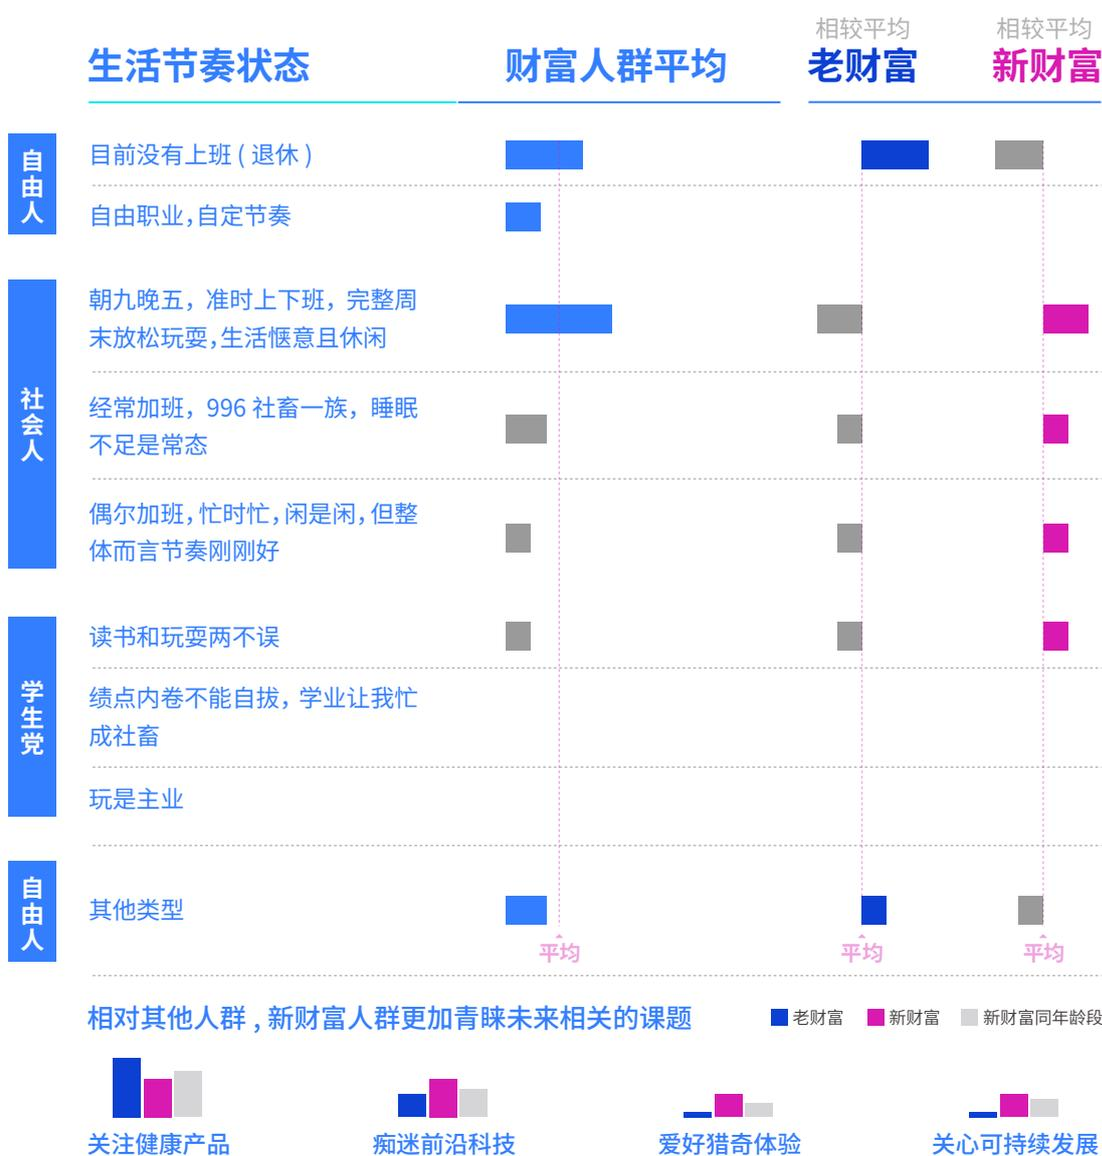 相较平均 相较平均
生活节奏状态 财富人群平均 老财富 新财富
自由人
目前没有上班 ( 退休 )
自由职业,自定节奏
社会人
朝九晚五，准时上下班，完整周
末放松玩耍,生活惬意且休闲
经常加班，996 社畜一族，睡眠
不足是常态
偶尔加班,忙时忙,闲是闲,但整
体而言节奏刚刚好
学生党
读书和玩耍两不误
绩点内卷不能自拔，学业让我忙
成社畜
玩是主业
自由人
其他类型
平均 平均 平均
相对其他人群 , 新财富人群更加青睐未来相关的课题
老财富 新财富 新财富同年龄段
关注健康产品 痴迷前沿科技 爱好猎奇体验 关心可持续发展